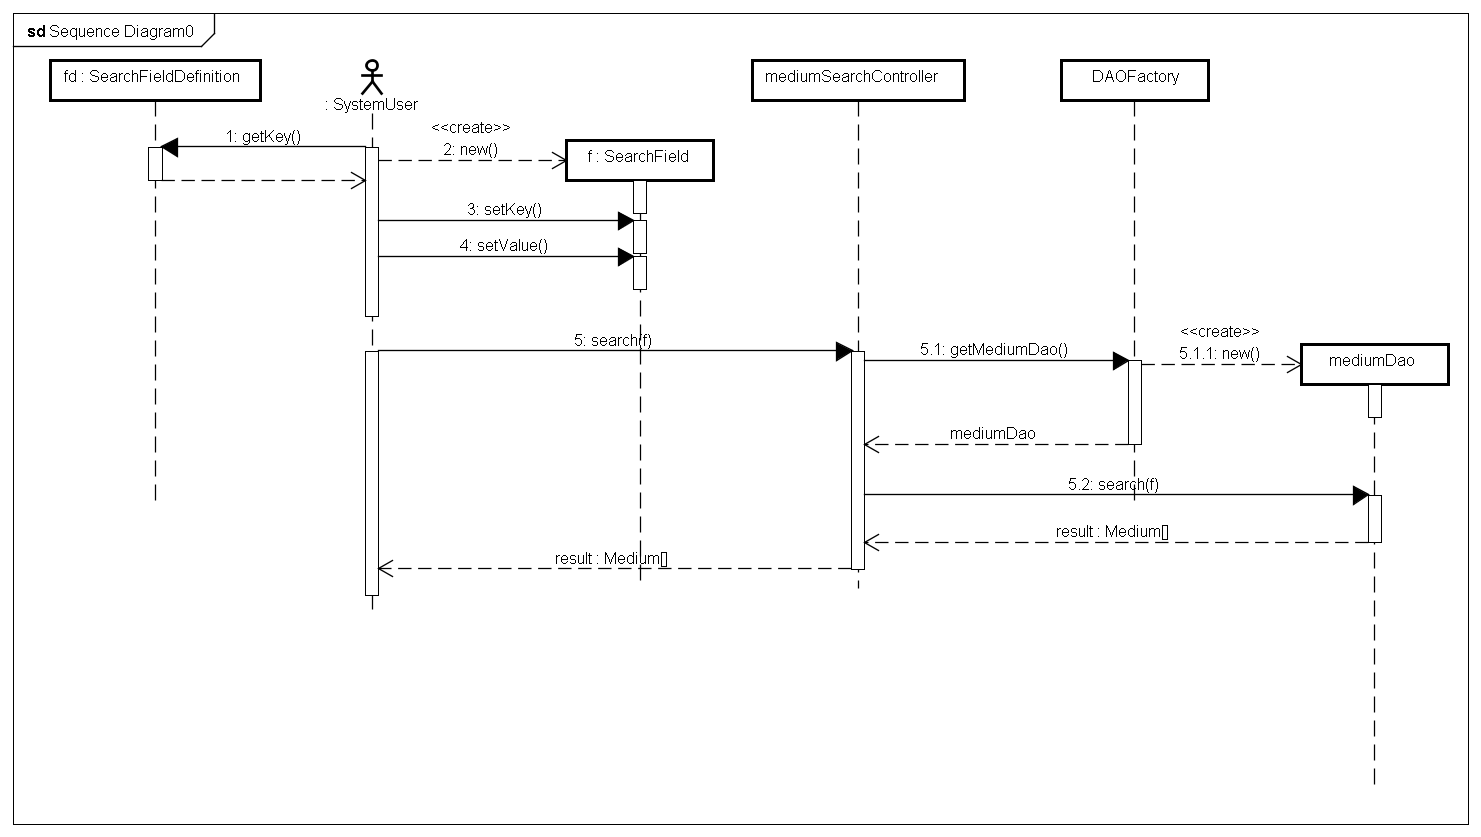 sd Sequence Diagram0
fd : SearchFieldDefinition
: SystemUser
mediumSearchController
DAOFactory
1: getKey()
<<create>>
2: new()
f : SearchField
3: setKey()
4: setValue()
5: search(f)
5.1: getMediumDao()
<<create>>
5.1.1: new()
mediumDao
mediumDao
5.2: search(f)
result : Medium[]
result : Medium[]